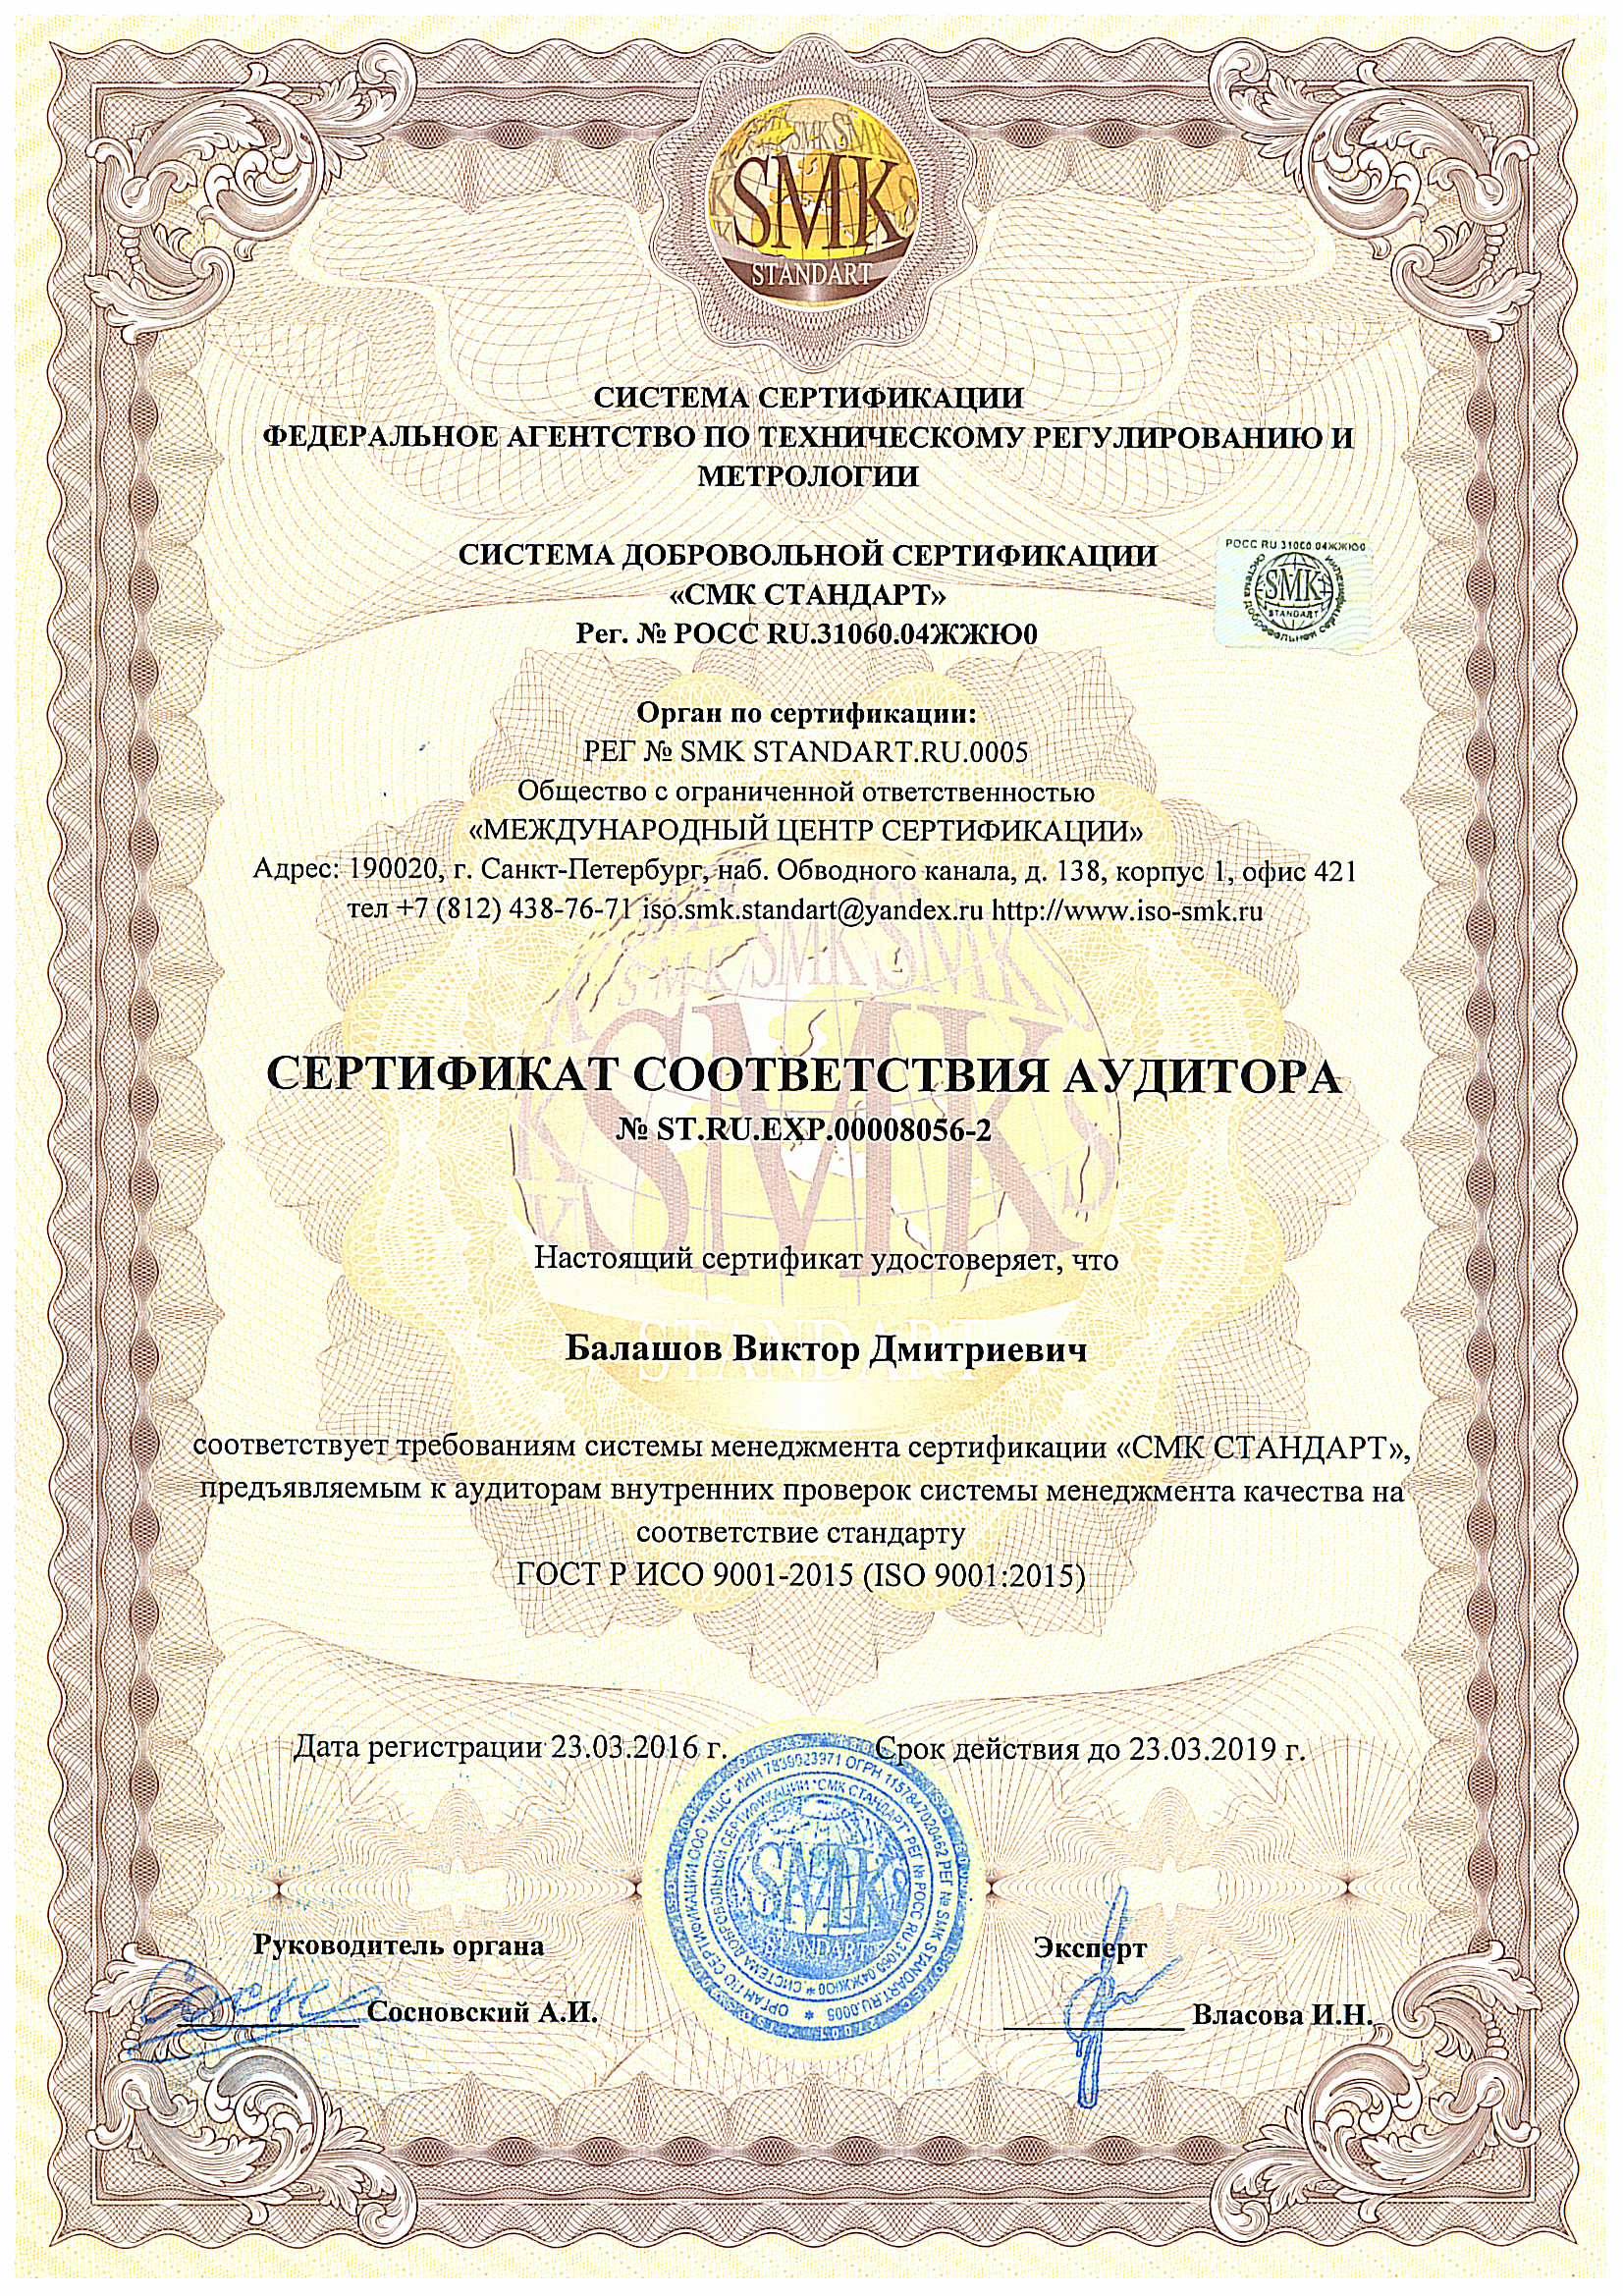 SMK
STANDART
СИСТЕМА СЕРТИФИКАЦИИ
ФЕДЕРАЛЬНОЕ АГЕНТСТВО ПО ТЕХНИЧЕСКОМУ РЕГУЛИРОВАНИЮ И
МЕТРОЛОГИИ
СИСТЕМА ДОБРОВОЛЬНОЙ СЕРТИФИКАЦИИ
«СМК СТАНДАРТ»
Рег. № РОСС RU.31060.04ЖЖЮ0
РОСС RU 31060 04ЖЖЮ0
SMK
STANDART
Орган по сертификации:
РЕГ № SMK STANDART.RU.0005
Общество с ограниченной ответственностью
«МЕЖДУНАРОДНЫЙ ЦЕНТР СЕРТИФИКАЦИИ»
Адрес: 190020, г. Санкт-Петербург, наб. Обводного канала, д. 138, корпус 1, офис 421
тел +7 (812) 438-76-71 iso.smk.standart@yandex.ru http://www.iso-smk.ru
СЕРТИФИКАТ СООТВЕТСТВИЯ АУДИТОРА
№ ST.RU.EXP.00008056-2
Настоящий сертификат удостоверяет, что
Балашов Виктор Дмитриевич
соответствует требованиям системы менеджмента сертификации «СМК СТАНДАРТ»,
предъявляемым к аудиторам внутренних проверок системы менеджмента качества на
соответствие стандарту
ГОСТ Р ИСО 9001-2015 (ISO 9001:2015)
Дата регистрации 23.03.2016 г.
Срок действия до 23.03.2019 г.
ОРГАН ПО СЕРТИФИКАЦИИ ООО "МЦС" ИНН 7839023971 ОГРН 1157847020462 РЕГ № SMK STANDART.RU.0005
СИСТЕМА ДОБРОВОЛЬНОЙ СЕРТИФИКАЦИИ "СМК СТАНДАРТ" РЕГ № РОСС RU.31060.04ЖЖЮ0
SMK
STANDART
Руководитель органа
Сосновский А.И.
Эксперт
Власова И.Н.